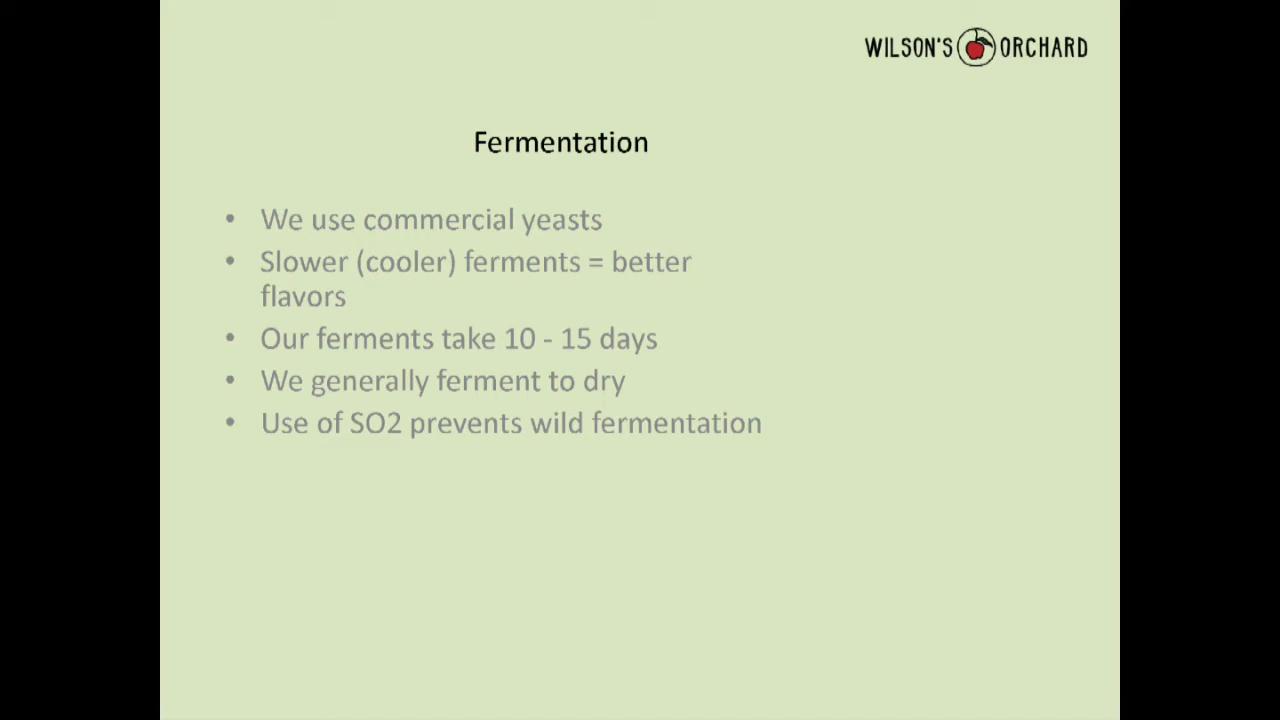 WILSON'S ORCHARD
Fermentation
• We use commercial yeasts
• Slower (cooler) ferments = better
flavors
• Our ferments take 10 - 15 days
• We generally ferment to dry
• Use of SO2 prevents wild fermentation